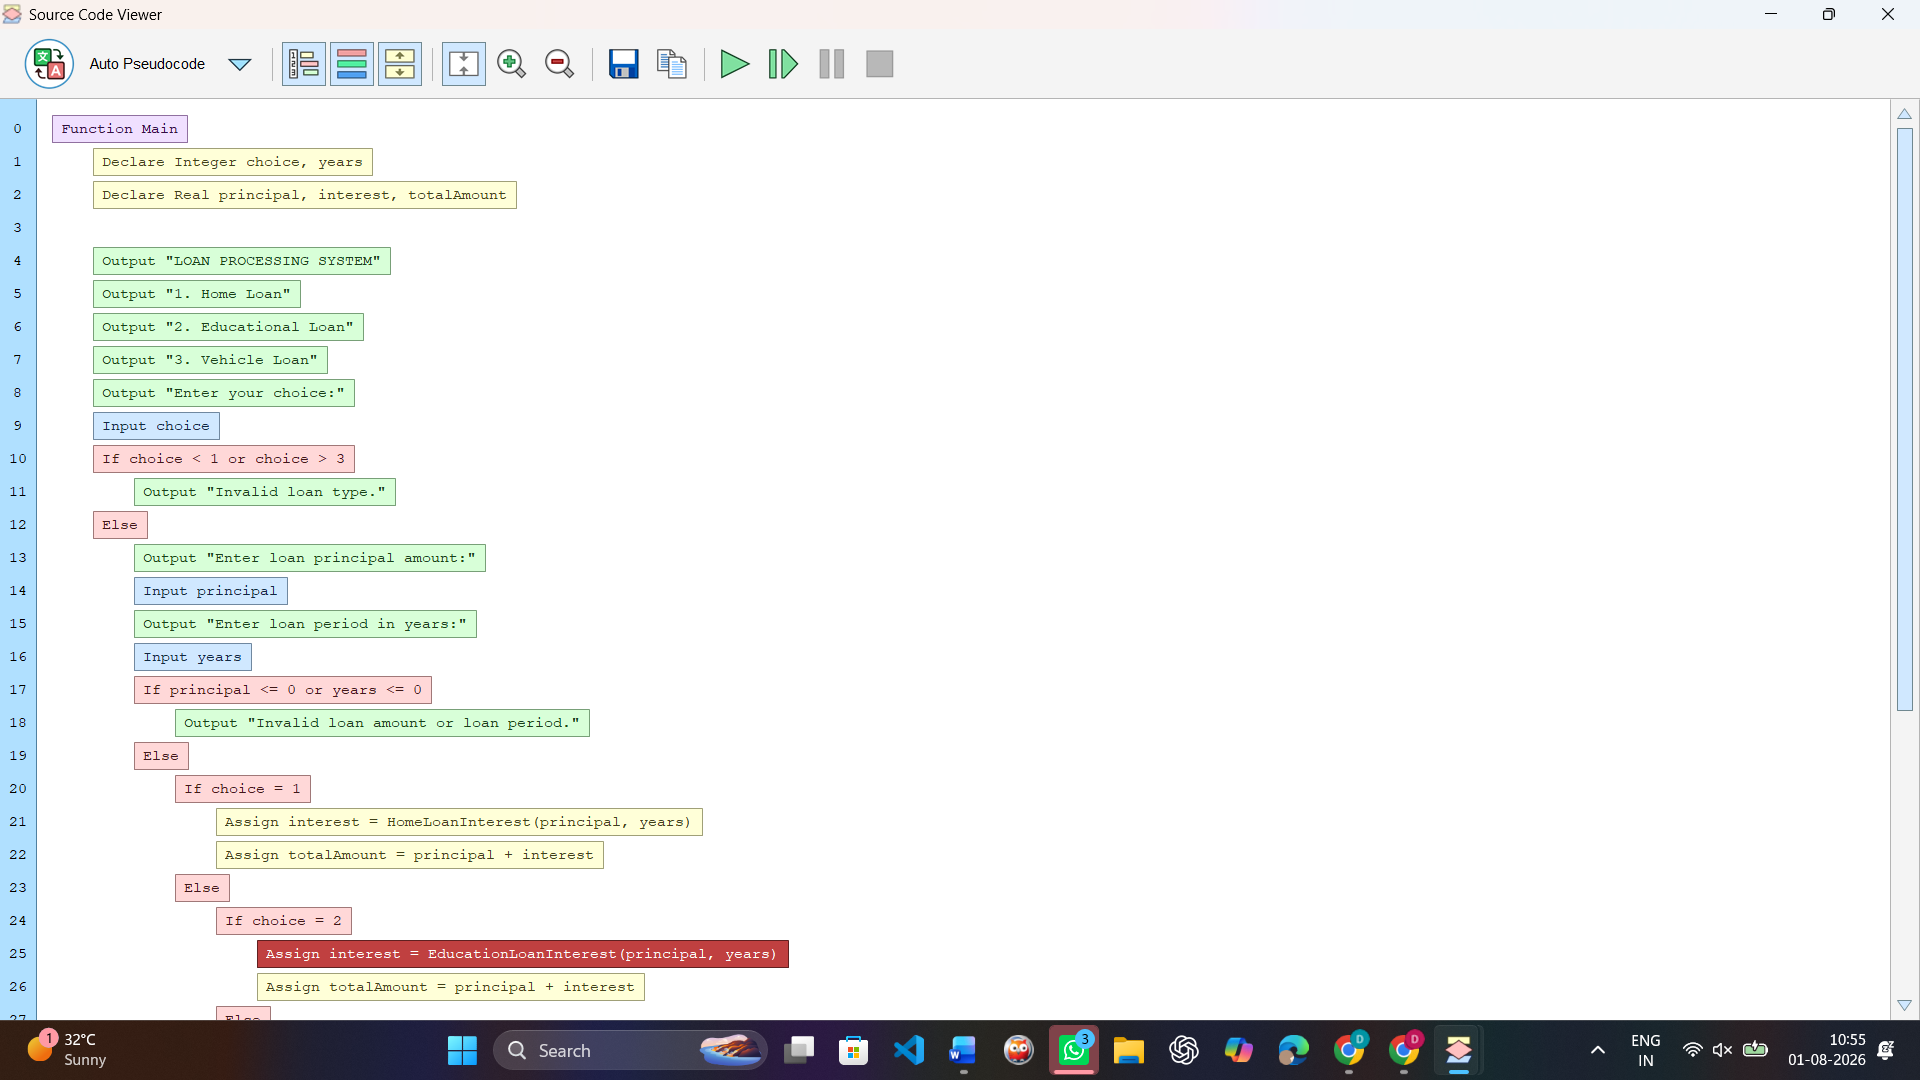 Source Code Viewer
Auto Pseudocode
0 Function Main
1 Declare Integer choice, years
2 Declare Real principal, interest, totalAmount
3
4 Output "LOAN PROCESSING SYSTEM"
5 Output "1. Home Loan"
6 Output "2. Educational Loan"
7 Output "3. Vehicle Loan"
8 Output "Enter your choice:"
9 Input choice
10 If choice < 1 or choice > 3
11 Output "Invalid loan type."
12 Else
13 Output "Enter loan principal amount:"
14 Input principal
15 Output "Enter loan period in years:"
16 Input years
17 If principal <= 0 or years <= 0
18 Output "Invalid loan amount or loan period."
19 Else
20 If choice = 1
21 Assign interest = HomeLoanInterest(principal, years)
22 Assign totalAmount = principal + interest
23 Else
24 If choice = 2
25 Assign interest = EducationLoanInterest(principal, years)
26 Assign totalAmount = principal + interest
27 Else
1
32°C
Sunny
Search
3
D
D
ENG
IN
10:55
01-08-2026